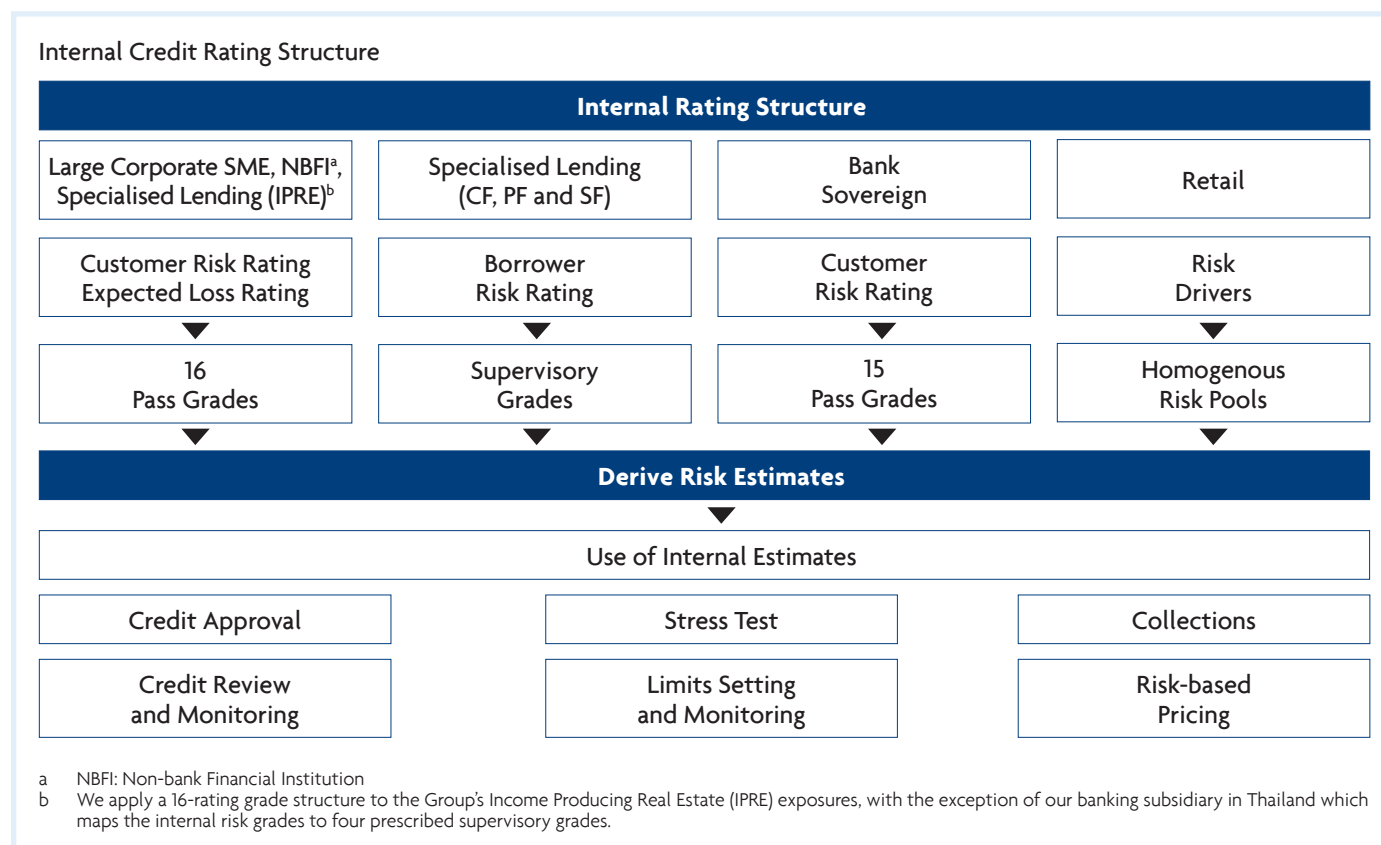 Internal Credit Rating Structure
Internal Rating Structure
Large Corporate SME, NBFIᵃ,
Specialised Lending (IPRE)ᵇ
Specialised Lending
(CF, PF and SF)
Bank
Sovereign
Retail
Customer Risk Rating
Expected Loss Rating
Borrower
Risk Rating
Customer
Risk Rating
Risk
Drivers
16
Pass Grades
Supervisory
Grades
15
Pass Grades
Homogenous
Risk Pools
Derive Risk Estimates
Use of Internal Estimates
Credit Approval
Stress Test
Collections
Credit Review
and Monitoring
Limits Setting
and Monitoring
Risk-based
Pricing
a NBFI: Non-bank Financial Institution
b We apply a 16-rating grade structure to the Group's Income Producing Real Estate (IPRE) exposures, with the exception of our banking subsidiary in Thailand which
maps the internal risk grades to four prescribed supervisory grades.